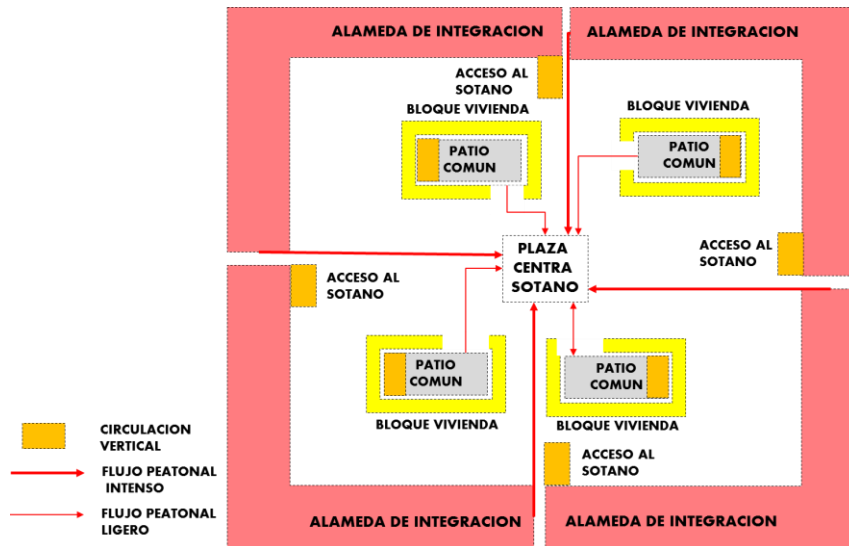 ALAMEDA DE INTEGRACION
ALAMEDA DE INTEGRACION
ACCESO AL
SOTANO
BLOQUE VIVIENDA
BLOQUE VIVIENDA
PATIO
COMUN
PATIO
COMUN
PLAZA
CENTRA
SOTANO
ACCESO AL
SOTANO
ACCESO AL
SOTANO
PATIO
COMUN
PATIO
COMUN
BLOQUE VIVIENDA
BLOQUE VIVIENDA
ACCESO AL
SOTANO
ALAMEDA DE INTEGRACION
ALAMEDA DE INTEGRACION
CIRCULACION
VERTICAL
FLUJO PEATONAL
INTENSO
FLUJO PEATONAL
LIGERO